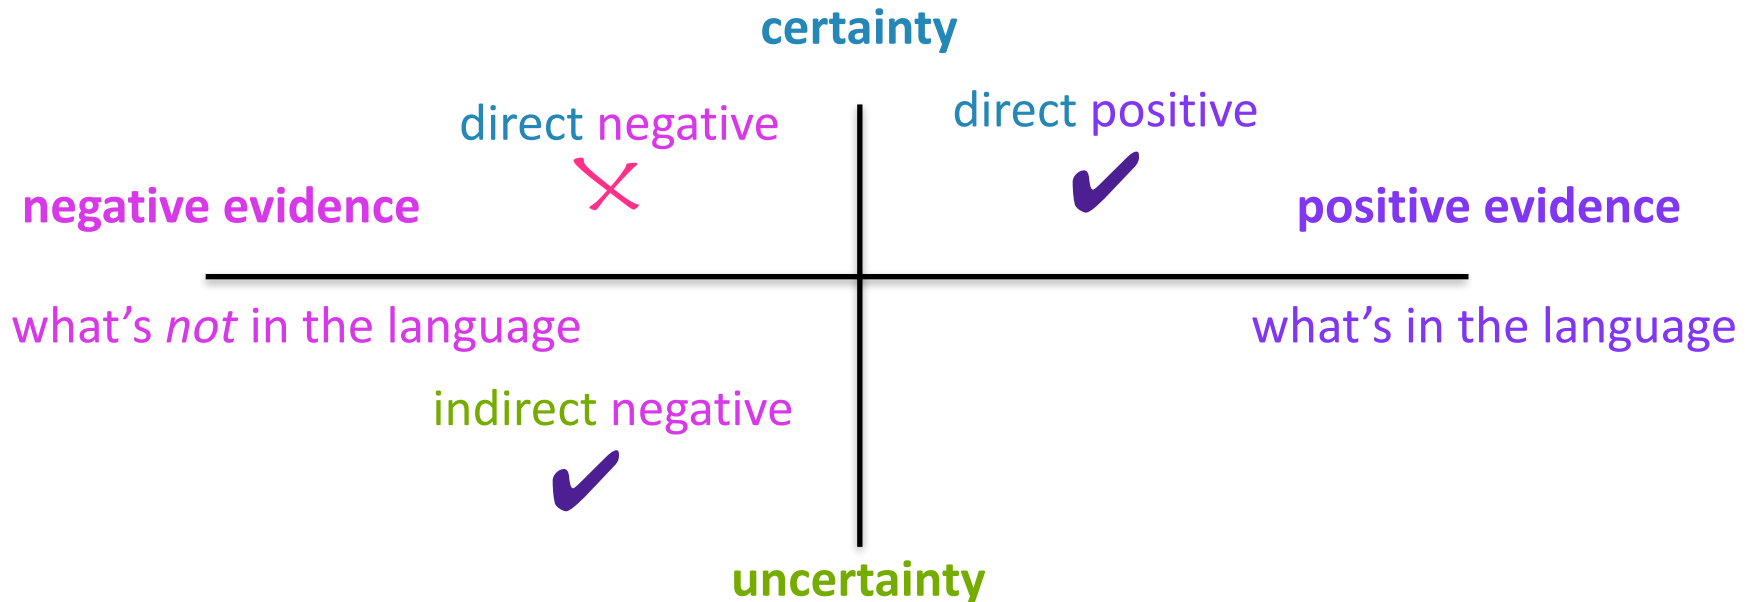 certainty
direct negative
direct positive
negative evidence
positive evidence
what’s not in the language
what’s in the language
indirect negative
uncertainty